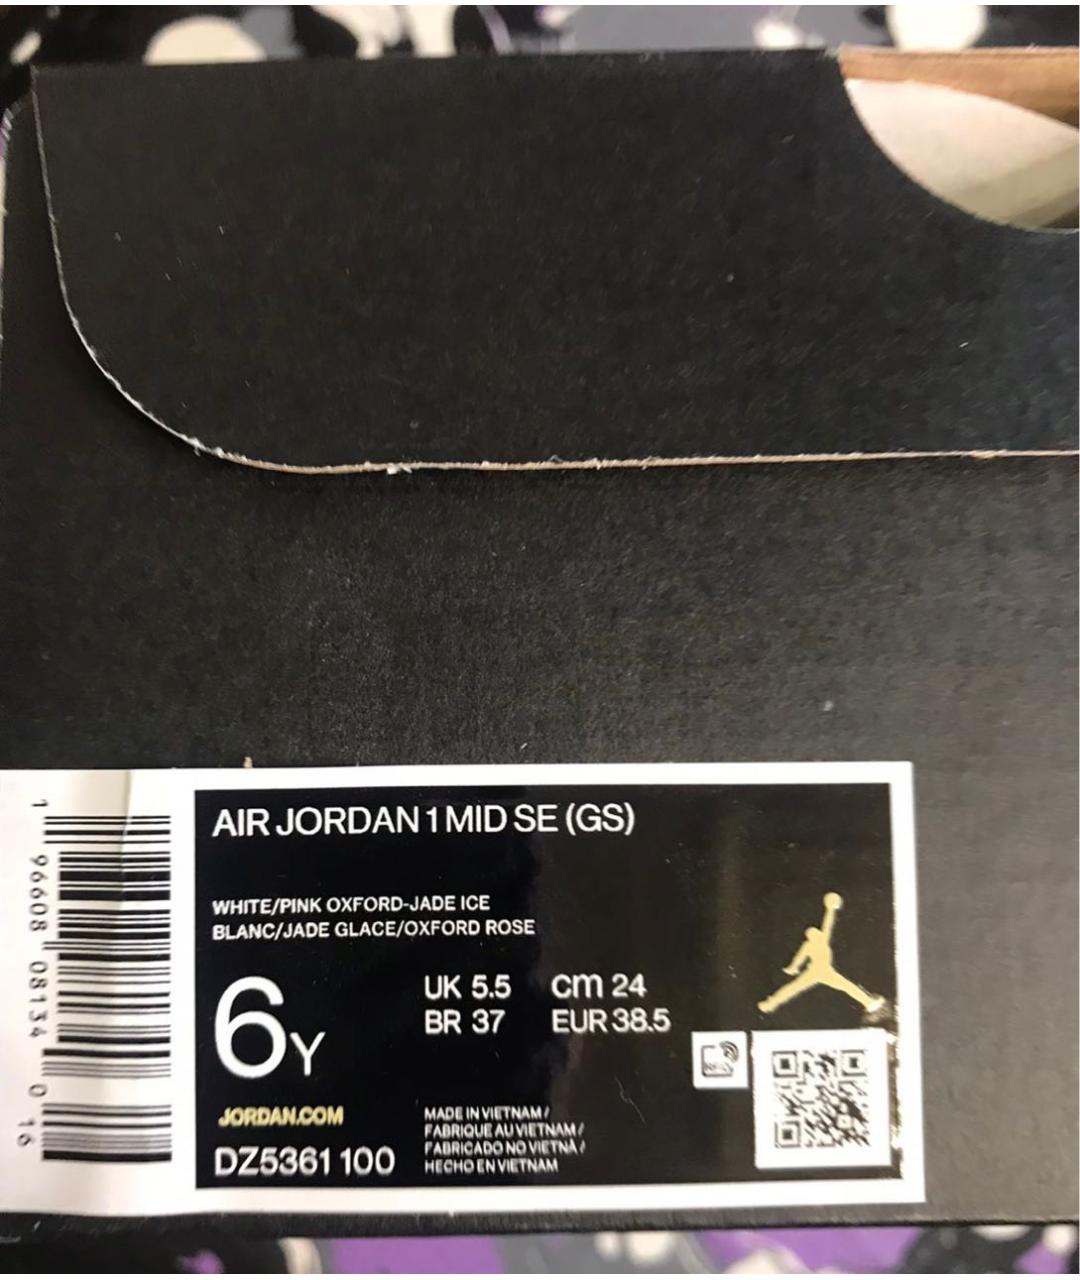 AIR JORDAN 1 MID SE (GS)
WHITE/PINK OXFORD-JADE ICE
BLANC/JADE GLACE/OXFORD ROSE
6Y
UK 5.5 cm 24
BR 37 EUR 38.5
JORDAN.COM
DZ5361 100
MADE IN VIETNAM /
FABRIQUE AU VIETNAM /
FABRICADO NO VIETNÃ /
HECHO EN VIETNAM
1 96608 08134 0 16